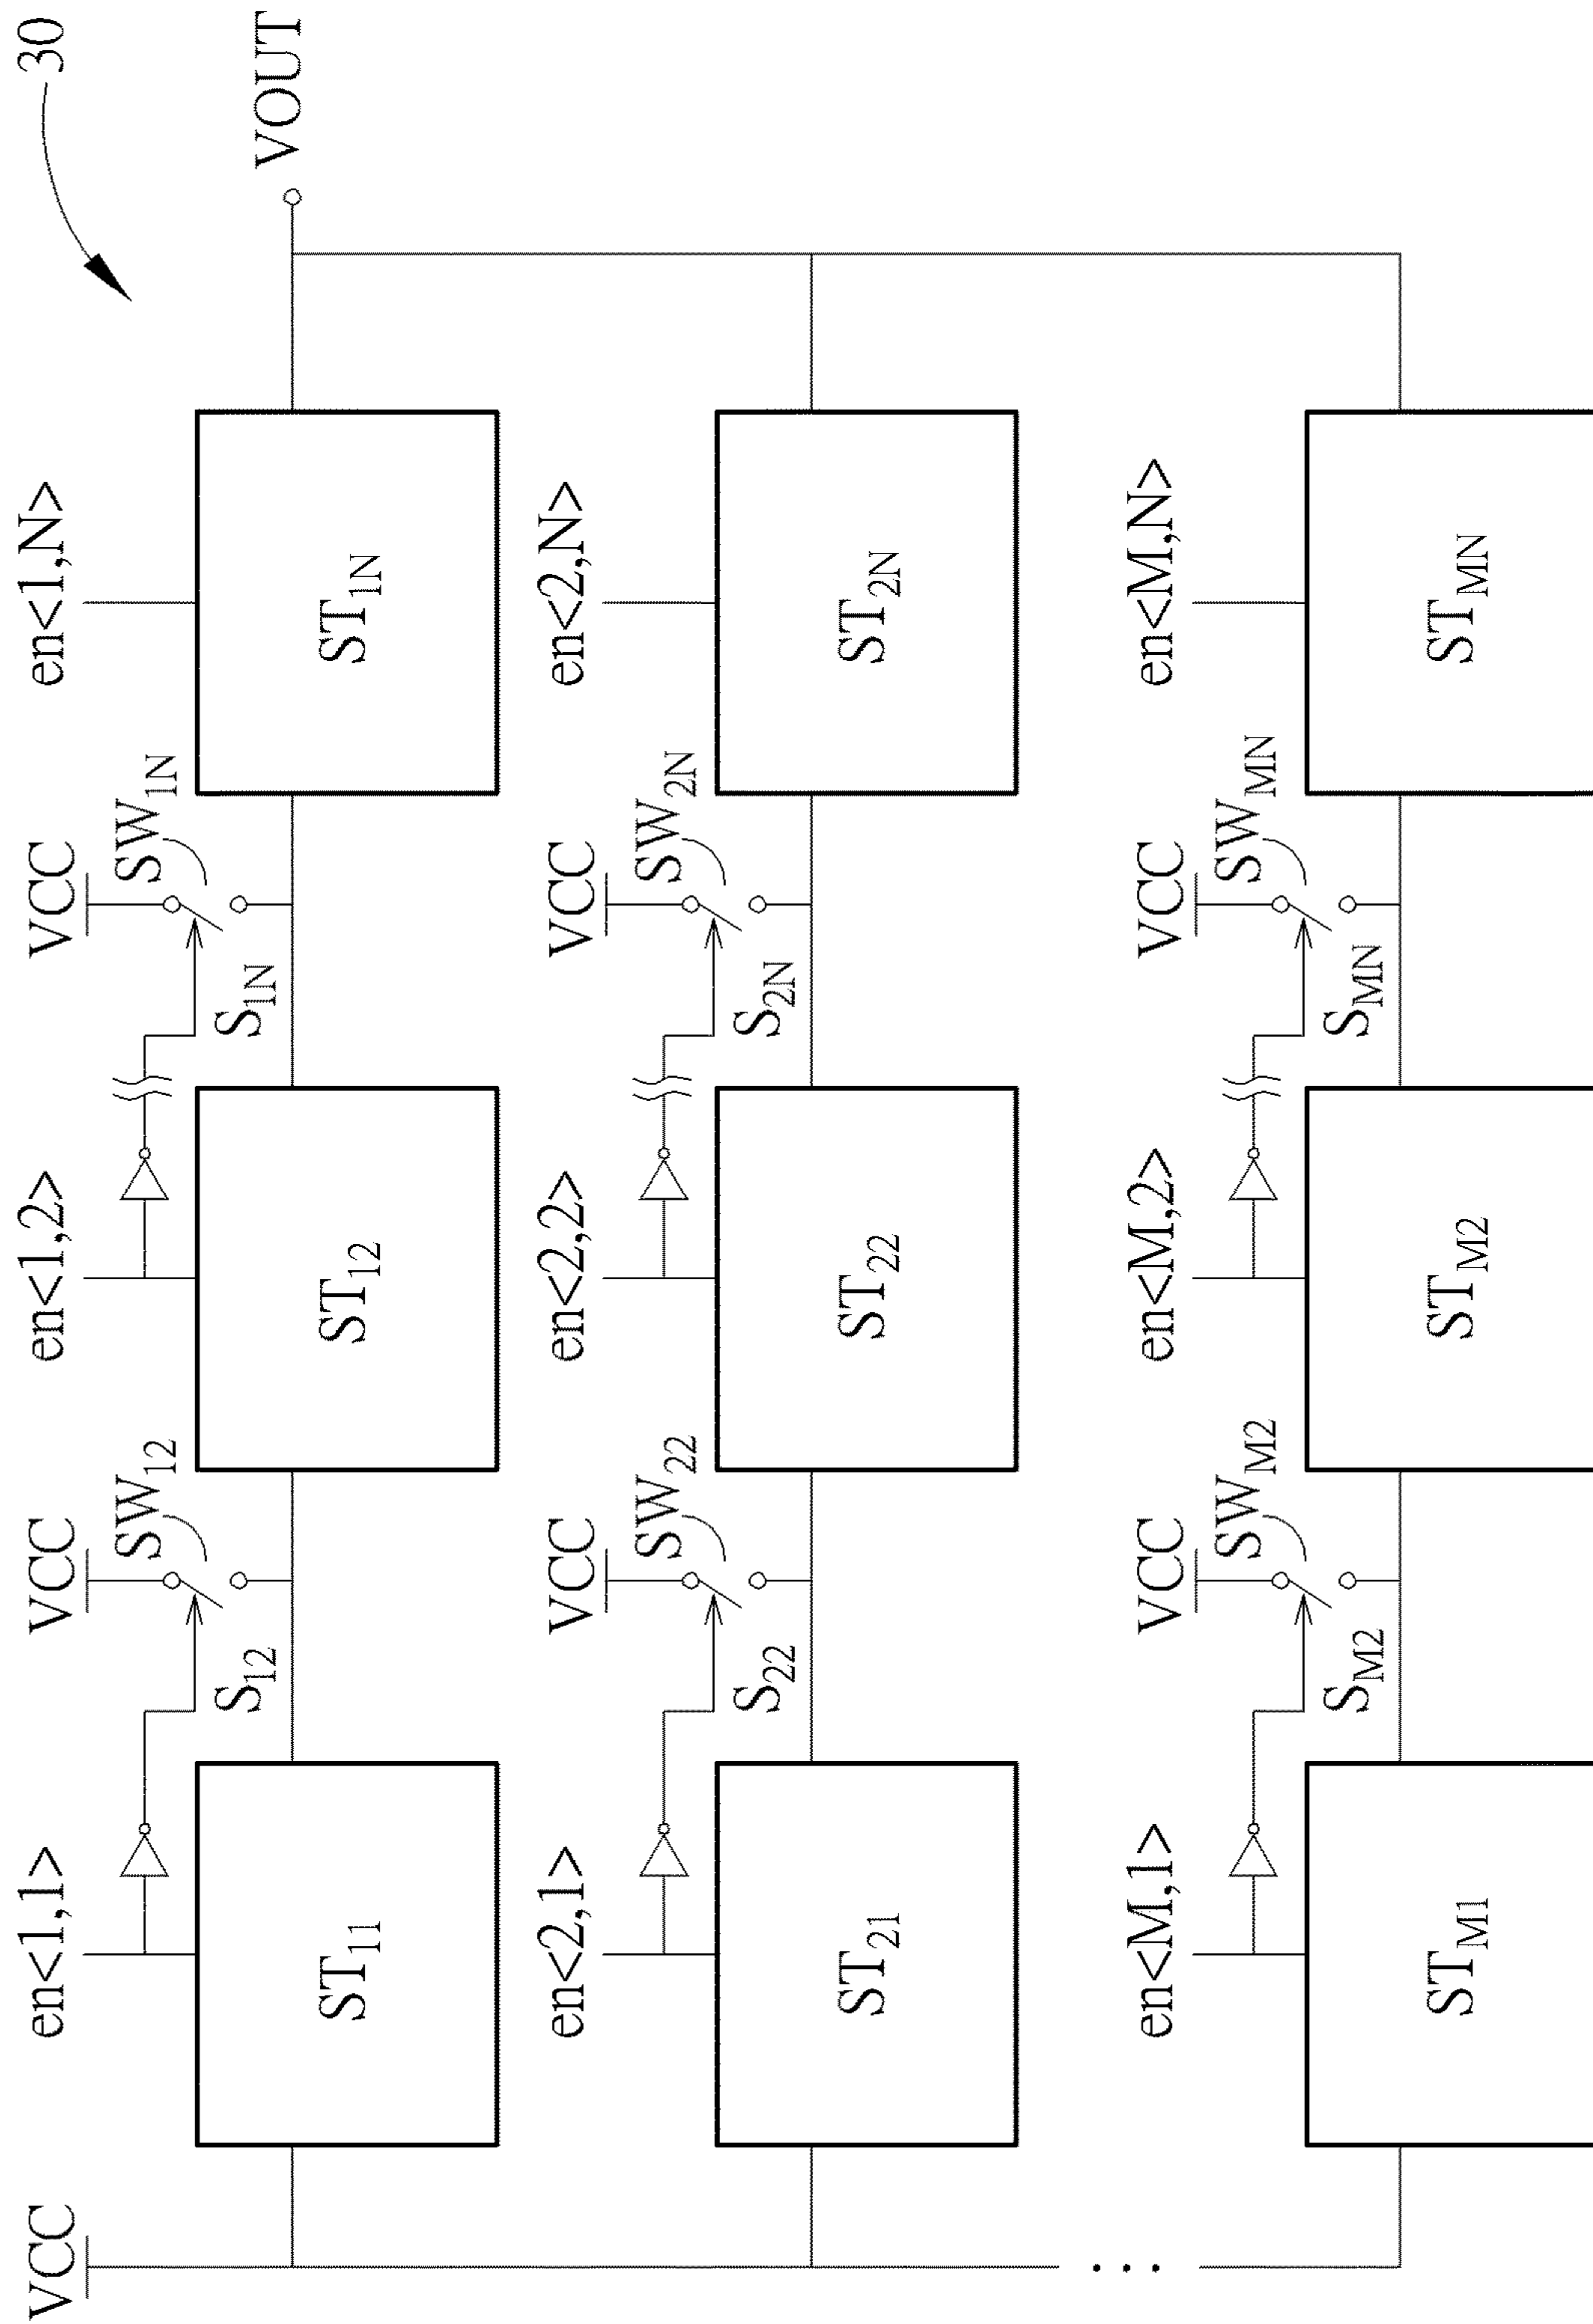 30
VOUT
VCC
en<1,1>
ST₁₁
VCC
SW₁₂
S₁₂
en<1,2>
ST₁₂
VCC
SW₁N
S₁N
en<1,N>
ST₁N
en<2,1>
ST₂₁
VCC
SW₂₂
S₂₂
en<2,2>
ST₂₂
VCC
SW₂N
S₂N
en<2,N>
ST₂N
...
en<M,1>
STM1
VCC
SWM2
SM2
en<M,2>
STM2
VCC
SWMN
SMN
en<M,N>
STMN